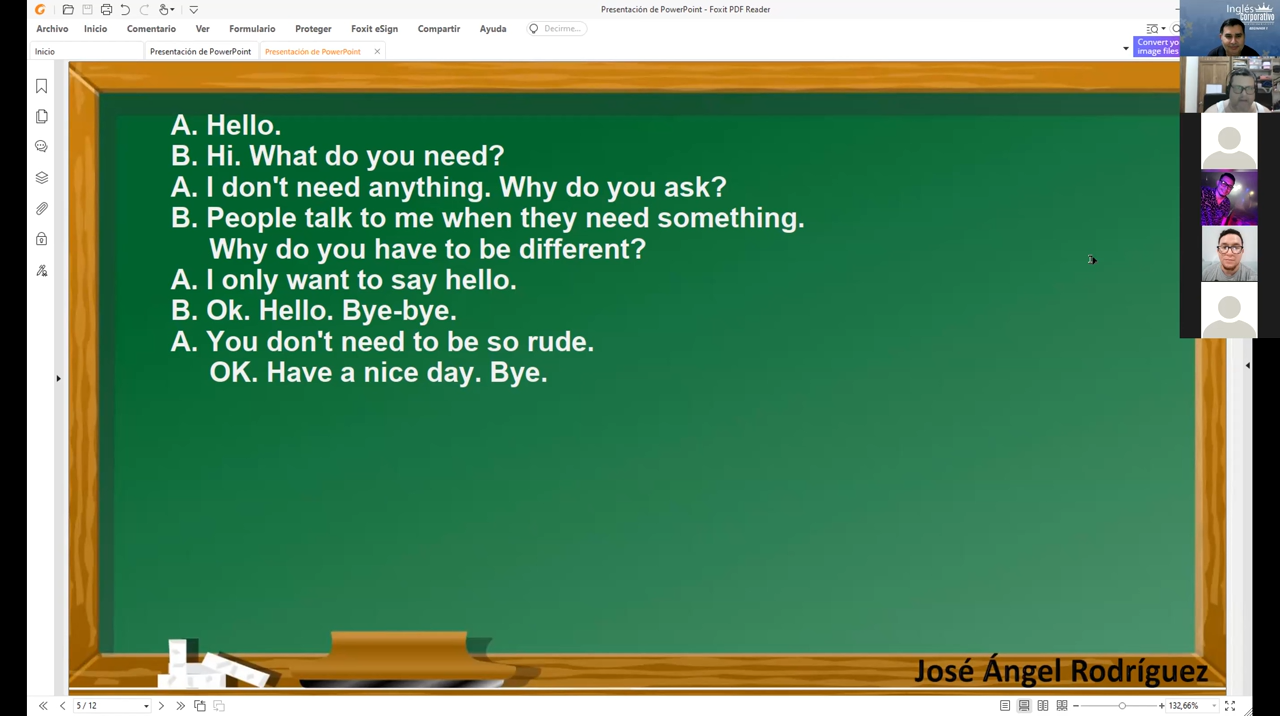 Presentación de PowerPoint - Foxit PDF Reader
Archivo Inicio Comentario Ver Formulario Proteger Foxit eSign Compartir Ayuda Decirme...
Inicio Presentación de PowerPoint Presentación de PowerPoint
Convert yo
image files
Inglés
Corporativo
A. Hello.
B. Hi. What do you need?
A. I don't need anything. Why do you ask?
B. People talk to me when they need something.
Why do you have to be different?
A. I only want to say hello.
B. Ok. Hello. Bye-bye.
A. You don't need to be so rude.
OK. Have a nice day. Bye.
José Ángel Rodríguez
5 / 12
132,66%